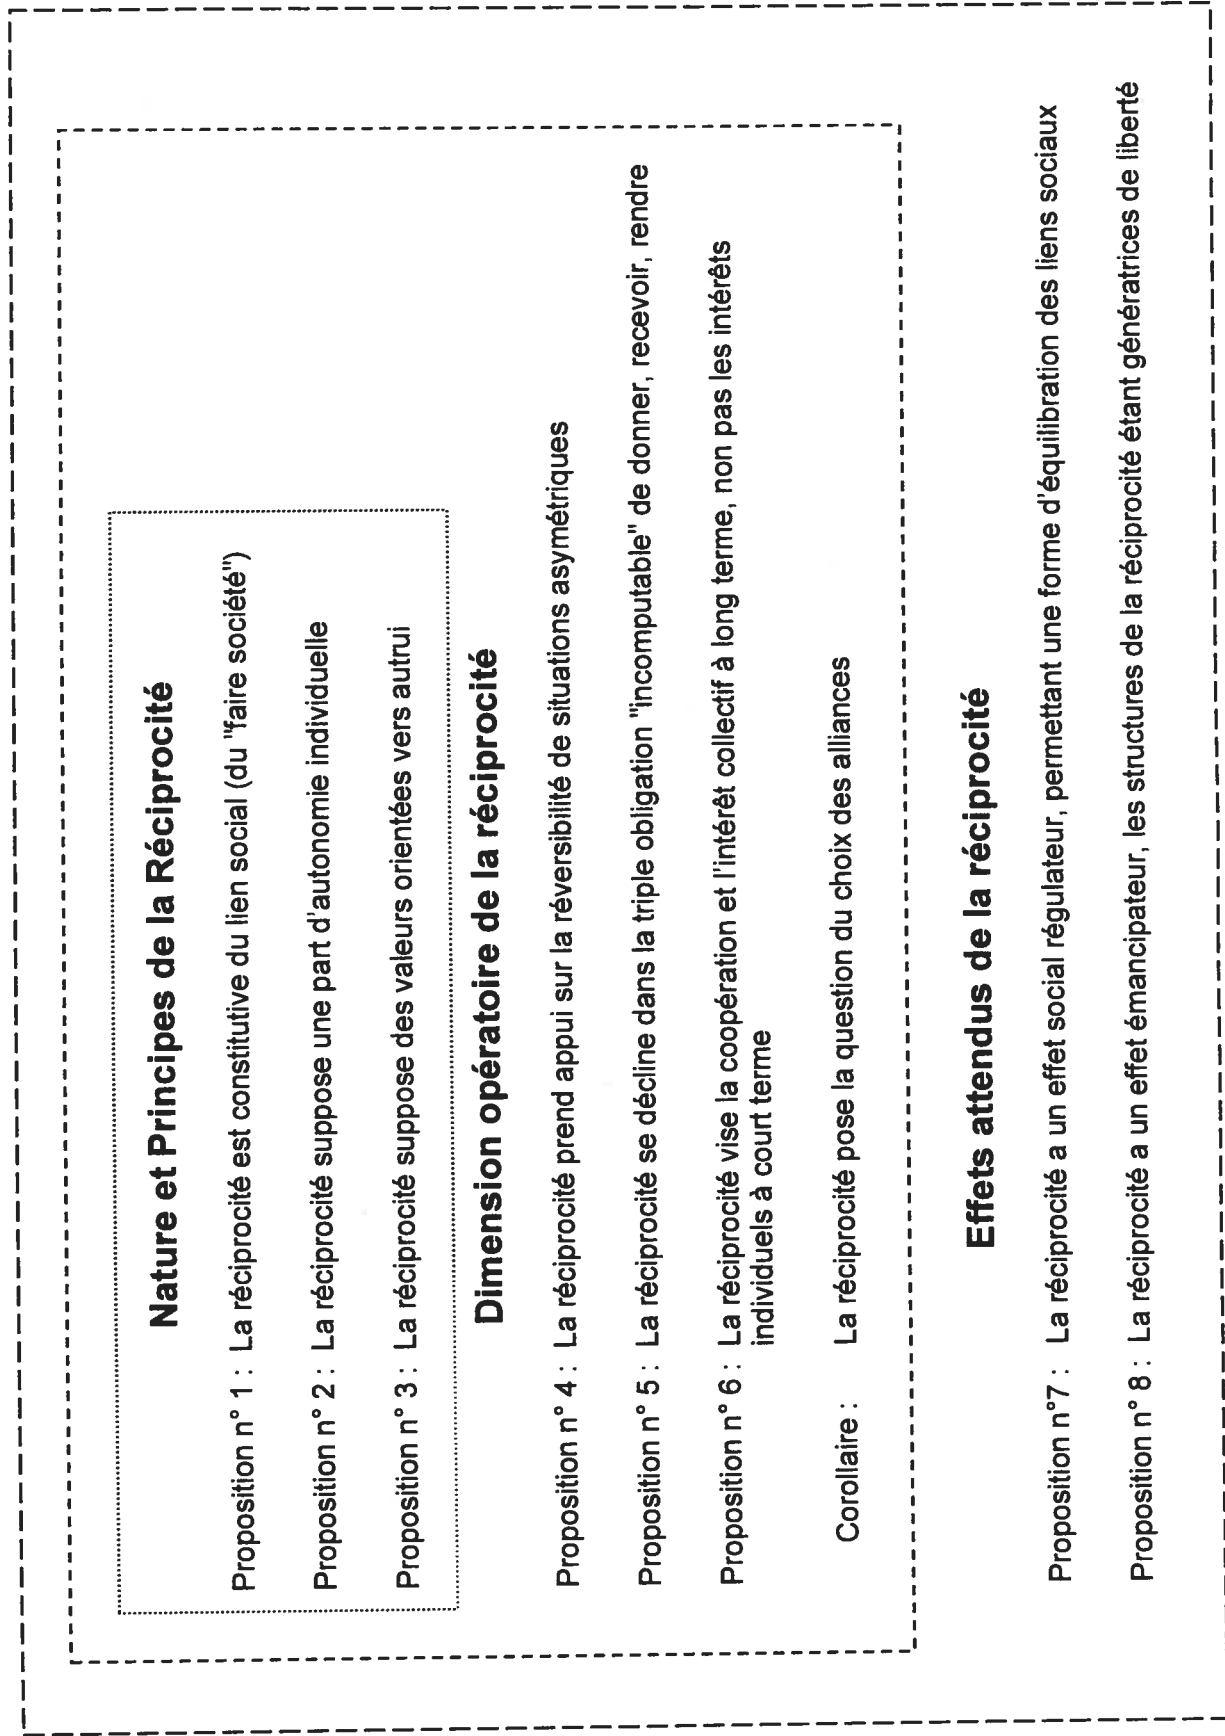 Nature et Principes de la Réciprocité
Proposition n° 1 : La réciprocité est constitutive du lien social (du "faire société")
Proposition n° 2 : La réciprocité suppose une part d'autonomie individuelle
Proposition n° 3 : La réciprocité suppose des valeurs orientées vers autrui
Dimension opératoire de la réciprocité
Proposition n° 4 : La réciprocité prend appui sur la réversibilité de situations asymétriques
Proposition n° 5 : La réciprocité se décline dans la triple obligation "incomputable" de donner, recevoir, rendre
Proposition n° 6 : La réciprocité vise la coopération et l'intérêt collectif à long terme, non pas les intérêts
individuels à court terme
Corollaire : La réciprocité pose la question du choix des alliances
Effets attendus de la réciprocité
Proposition n°7 : La réciprocité a un effet social régulateur, permettant une forme d'équilibration des liens sociaux
Proposition n° 8 : La réciprocité a un effet émancipateur, les structures de la réciprocité étant génératrices de liberté